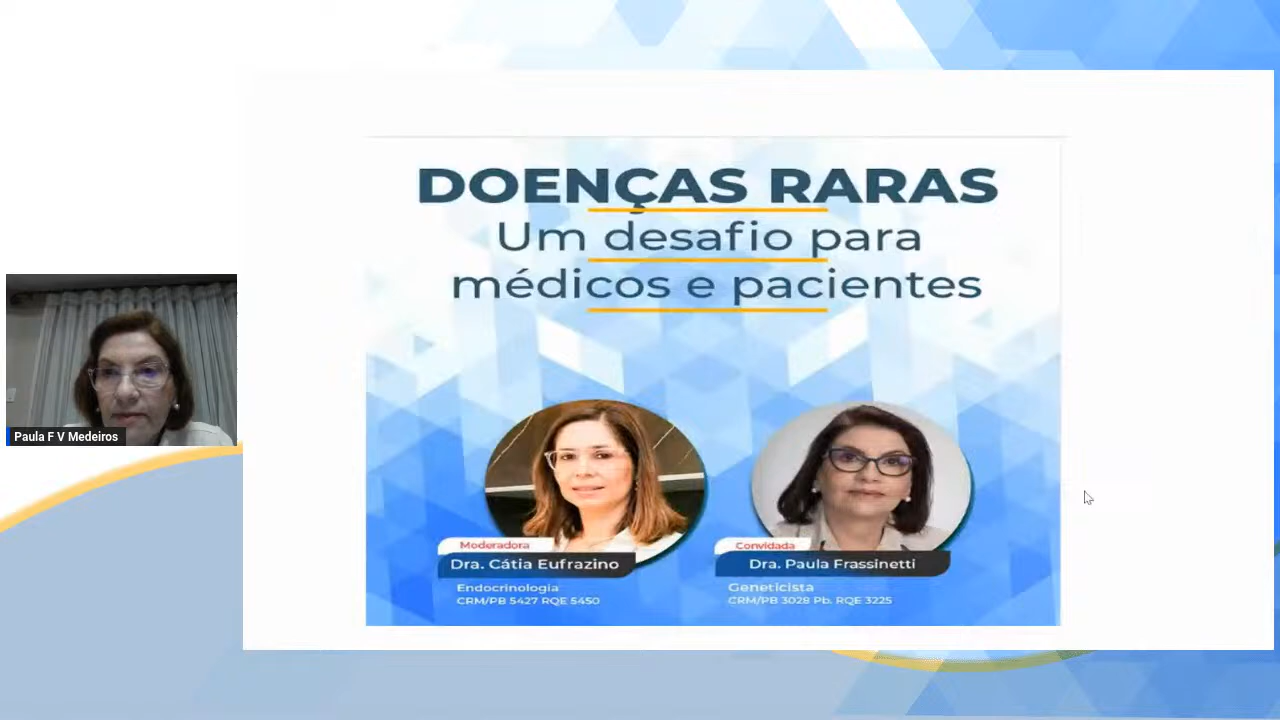 DOENÇAS RARAS
Um desafio para
médicos e pacientes
Paula F V Medeiros
Moderadora
Dra. Cátia Eufrazino
Endocrinologia
CRM/PB 5427 RQE 5450
Convidada
Dra. Paula Frassinetti
Geneticista
CRM/PB 3028 Pb. RQE 3225